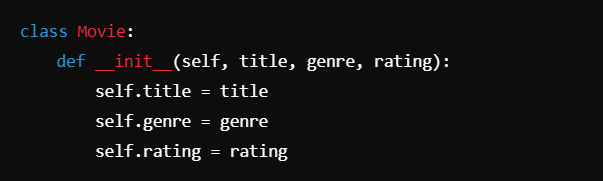 class Movie:
    def __init__(self, title, genre, rating):
        self.title = title
        self.genre = genre
        self.rating = rating